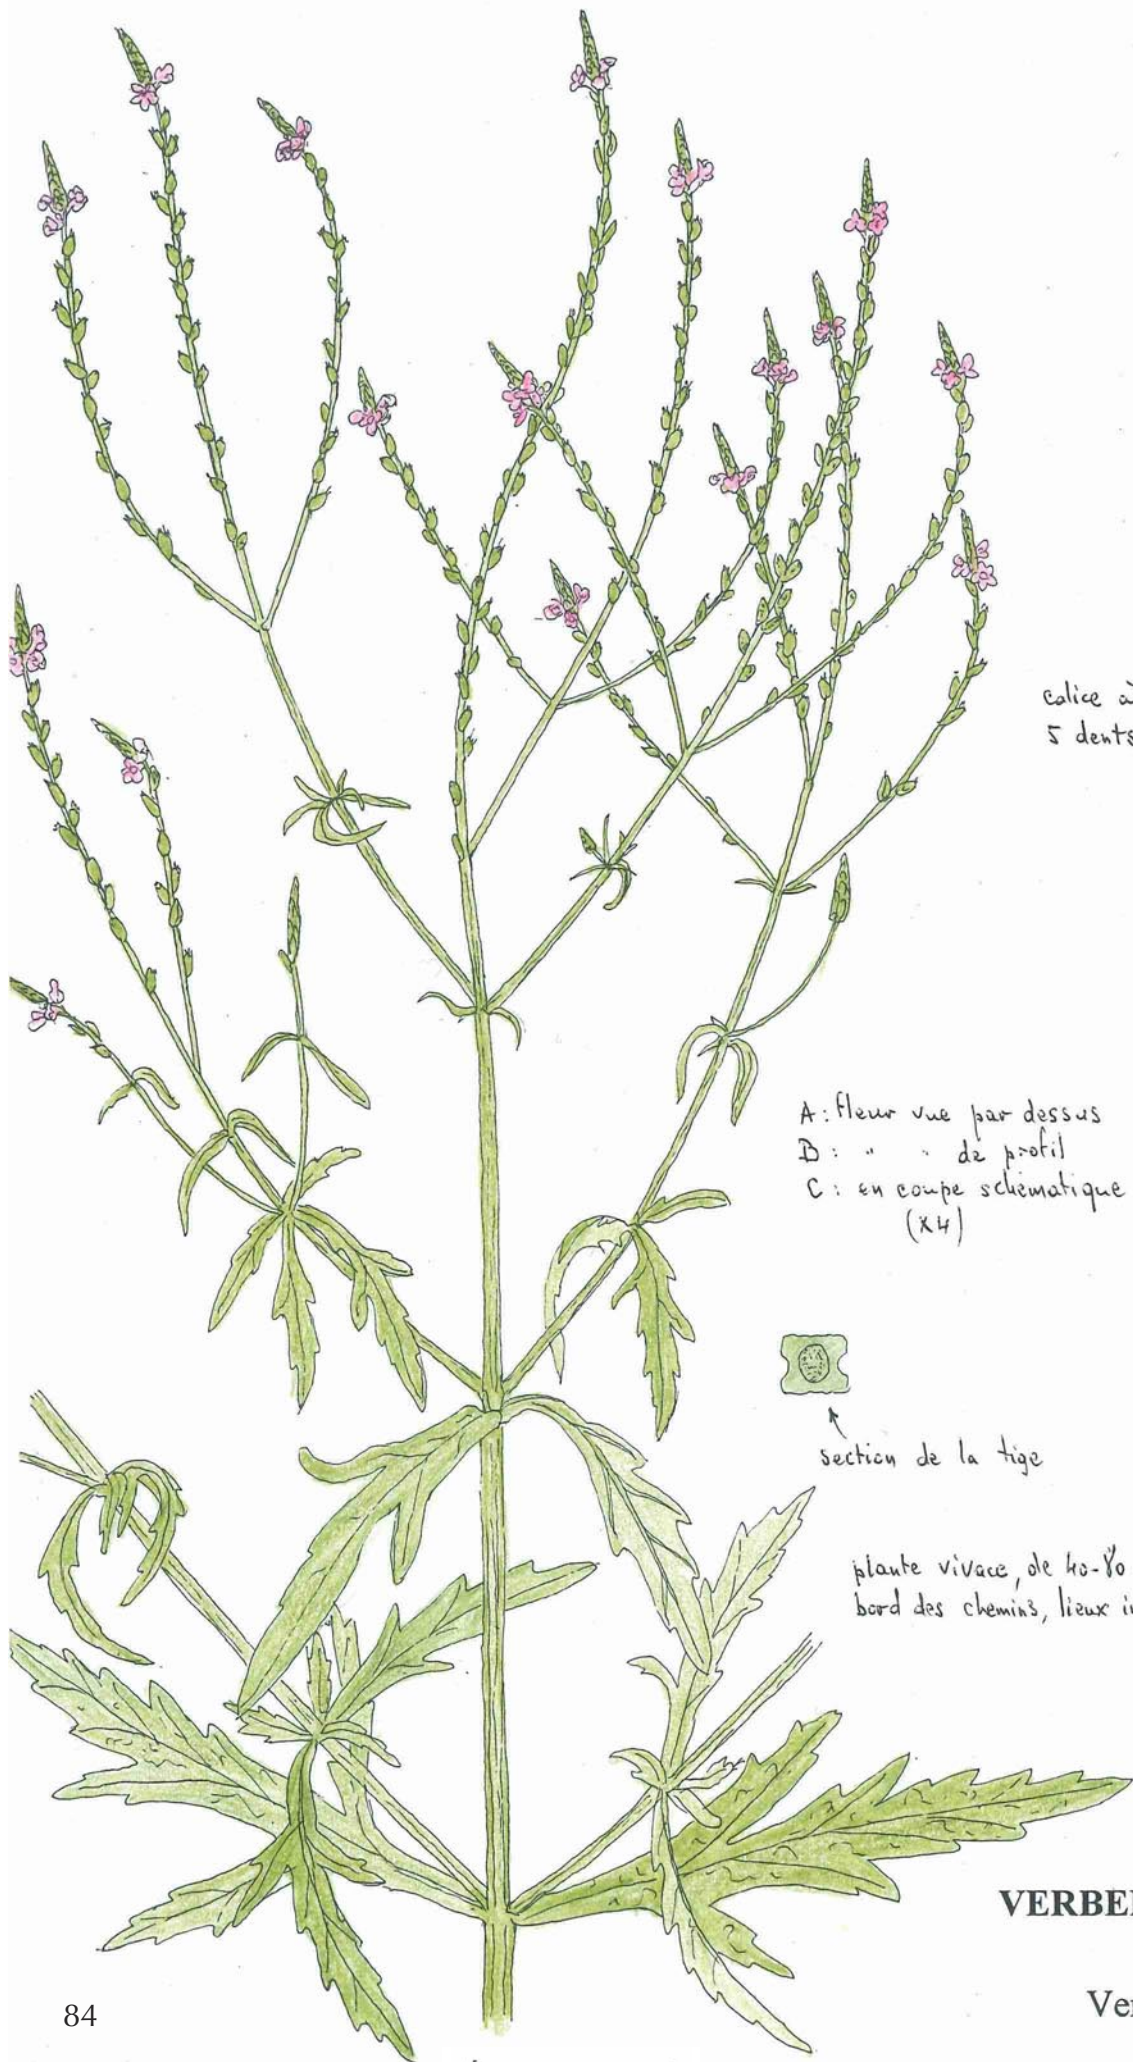 calice à
5 dents
A : fleur vue par dessus
B : " " de profil
C : en coupe schématique
(x4)
section de la tige
plante vivace, de 40-80
bord des chemins, lieux
VERBE
Ver
84